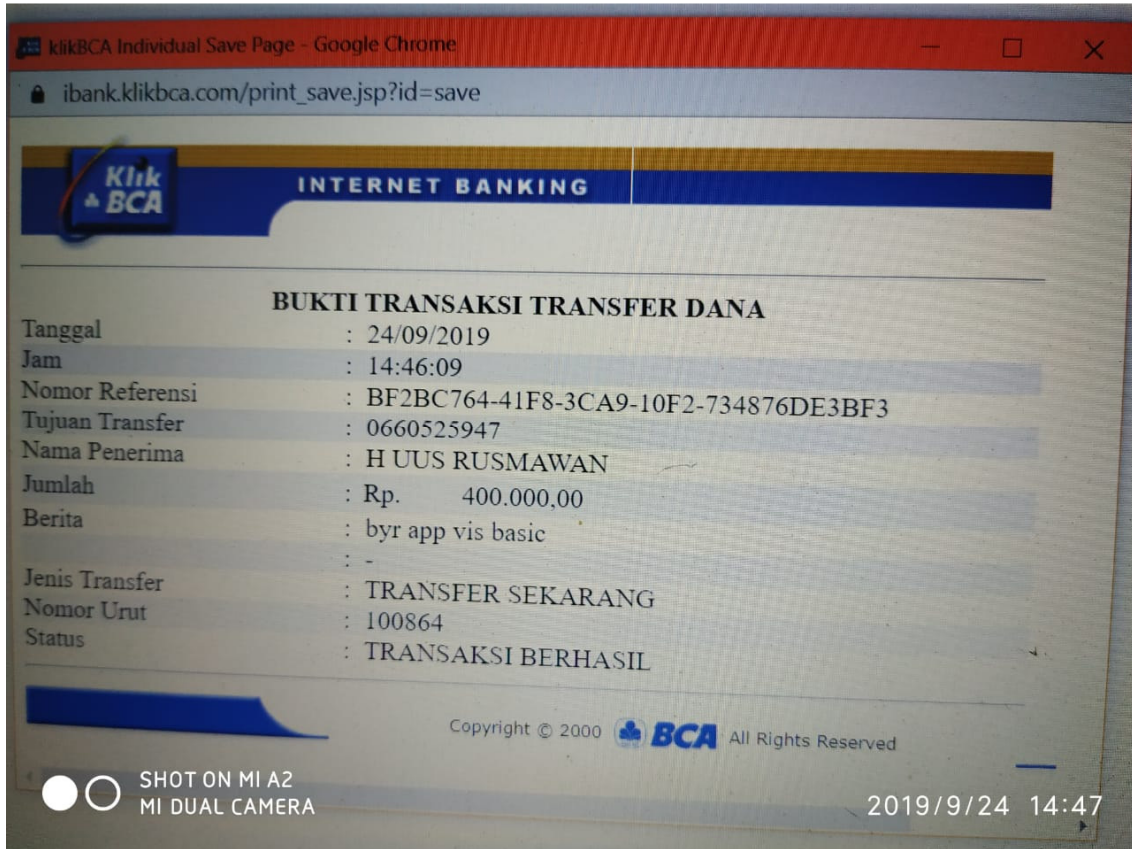 klikBCA Individual Save Page - Google Chrome
ibank.klikbca.com/print_save.jsp?id=save
Klik
BCA
INTERNET BANKING
BUKTI TRANSAKSI TRANSFER DANA
Tanggal : 24/09/2019
Jam : 14:46:09
Nomor Referensi : BF2BC764-41F8-3CA9-10F2-734876DE3BF3
Tujuan Transfer : 0660525947
Nama Penerima : H UUS RUSMAWAN
Jumlah : Rp. 400.000,00
Berita : byr app vis basic
: -
Jenis Transfer : TRANSFER SEKARANG
Nomor Urut : 100864
Status : TRANSAKSI BERHASIL
Copyright © 2000 BCA All Rights Reserved
SHOT ON MI A2
MI DUAL CAMERA
2019/9/24 14:47